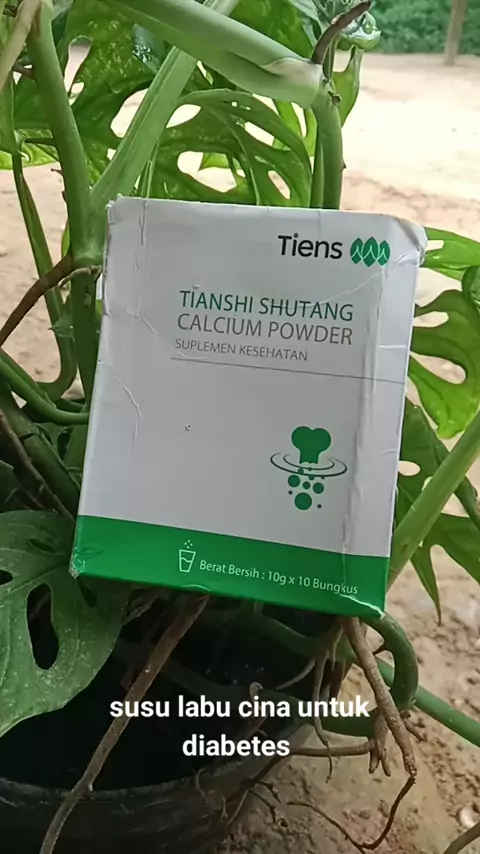 Tiens
TIANSHI SHUTANG
CALCIUM POWDER
SUPLEMEN KESEHATAN
Berat Bersih : 10g x 10 Bungkus
susu labu cina untuk
diabetes